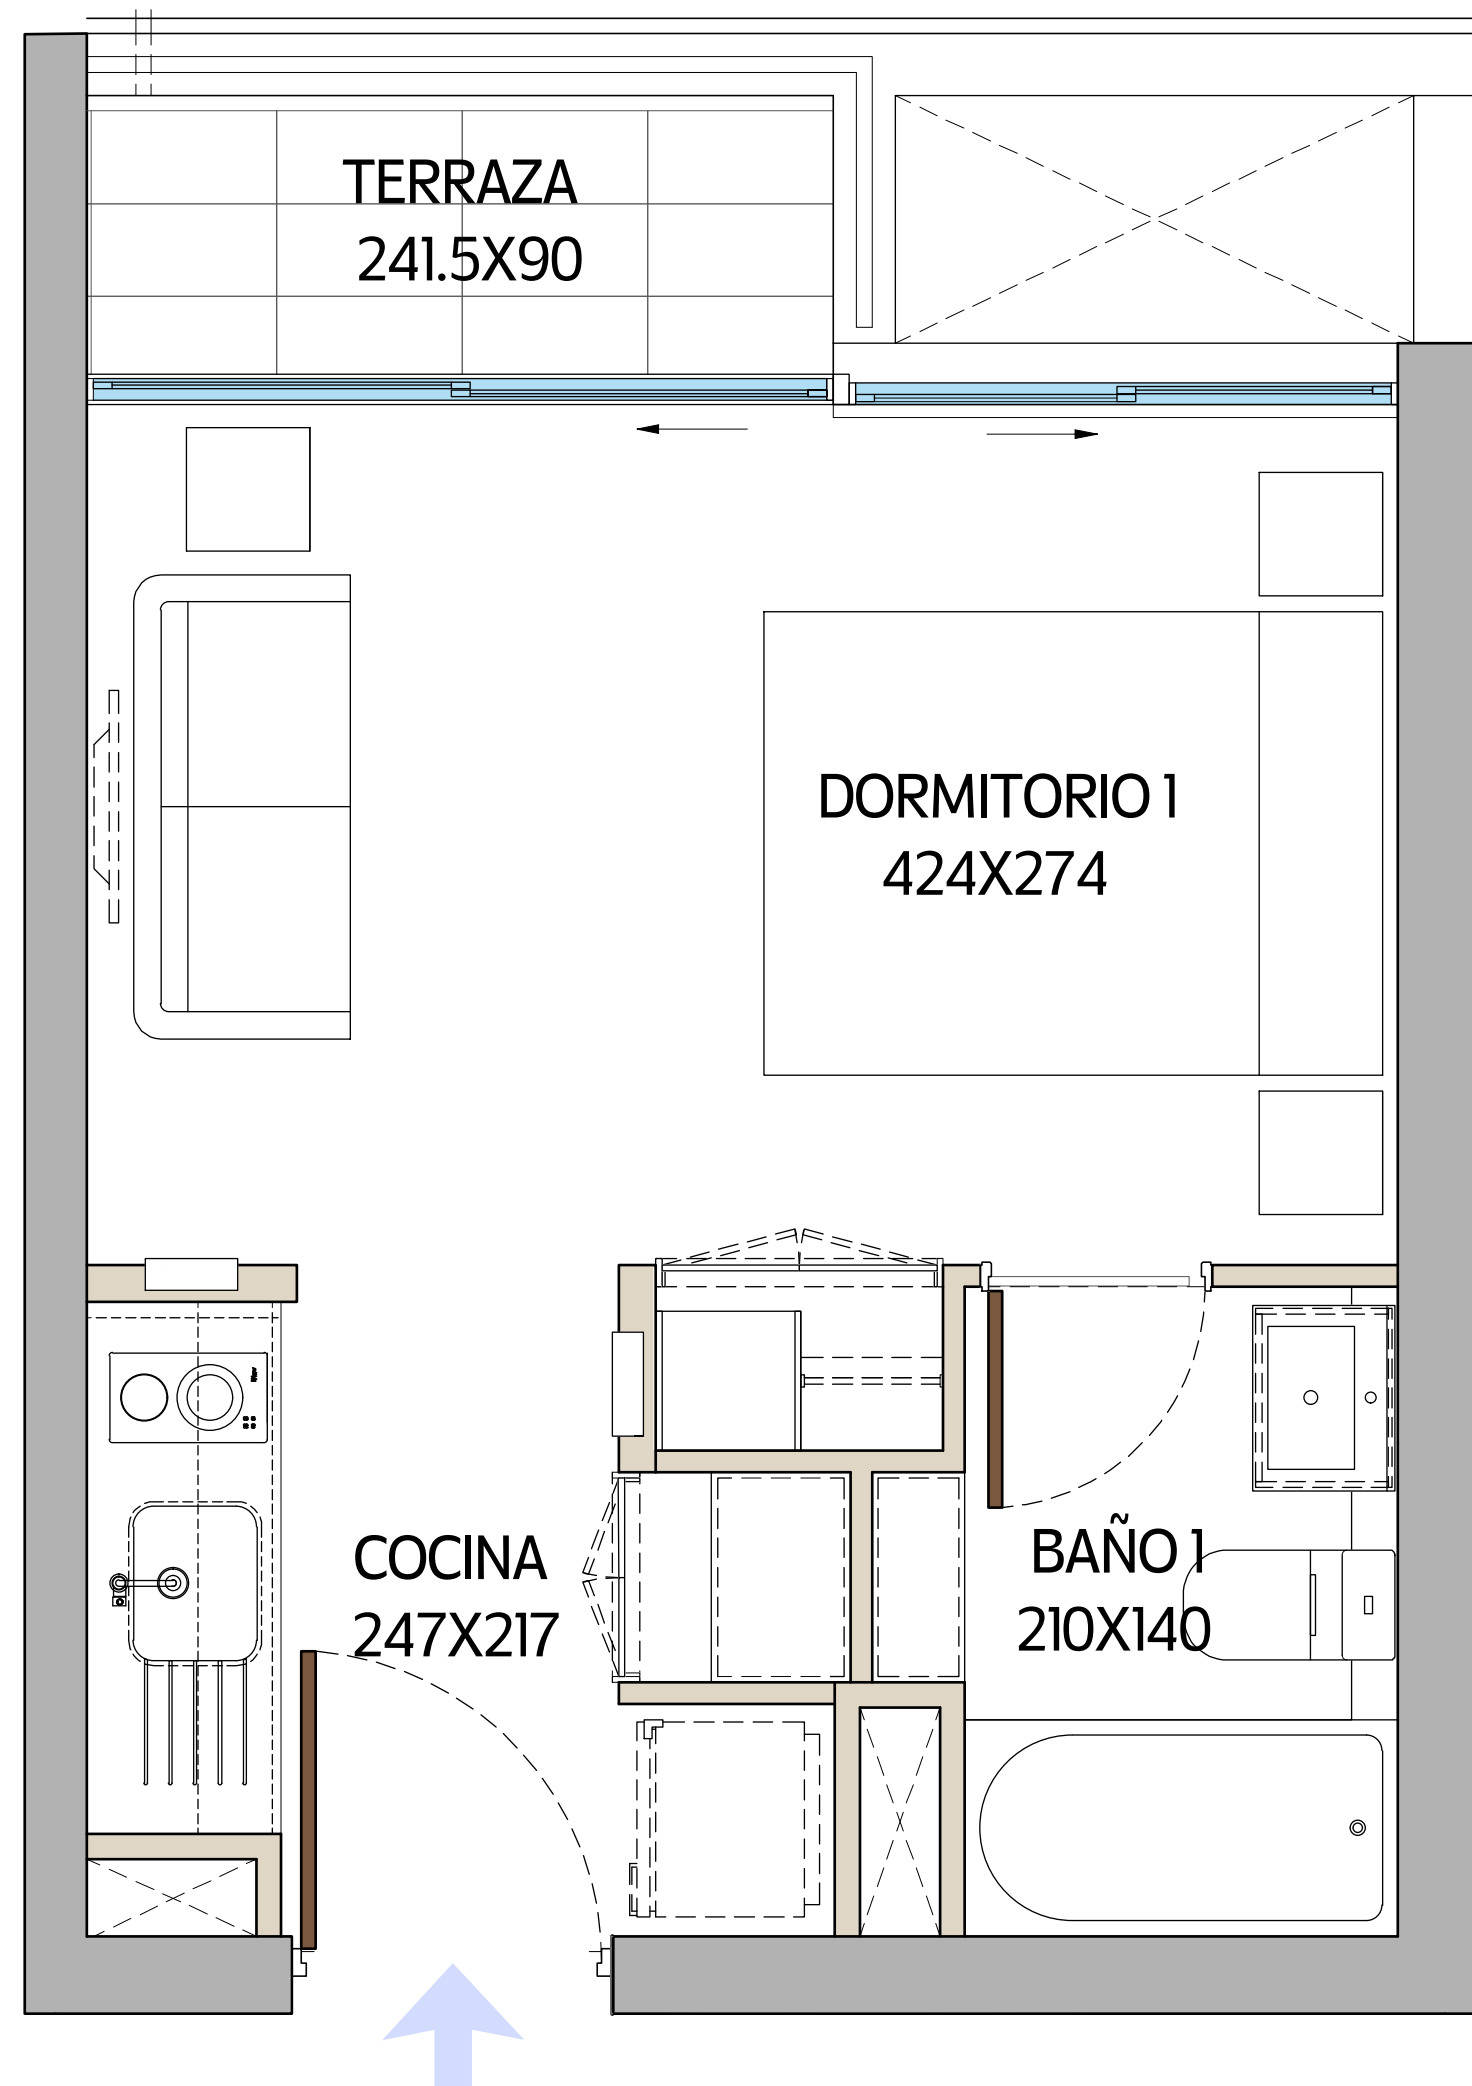 TERRAZA
241.5X90
DORMITORIO 1
424X274
COCINA
247X217
BAÑO 1
210X140